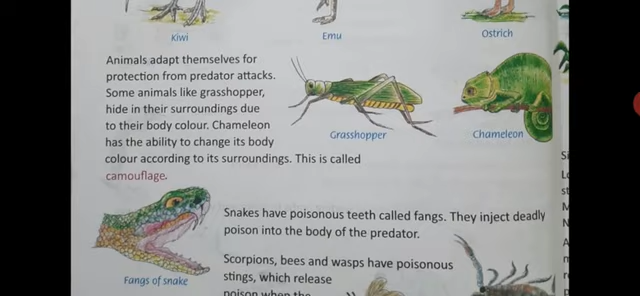 Kiwi
Emu
Ostrich
Animals adapt themselves for
protection from predator attacks.
Some animals like grasshopper,
hide in their surroundings due
to their body colour. Chameleon
has the ability to change its body
colour according to its surroundings. This is called
camouflage.
Grasshopper
Chameleon
Snakes have poisonous teeth called fangs. They inject deadly
poison into the body of the predator.
Fangs of snake
Scorpions, bees and wasps have poisonous
stings, which release
poison when the